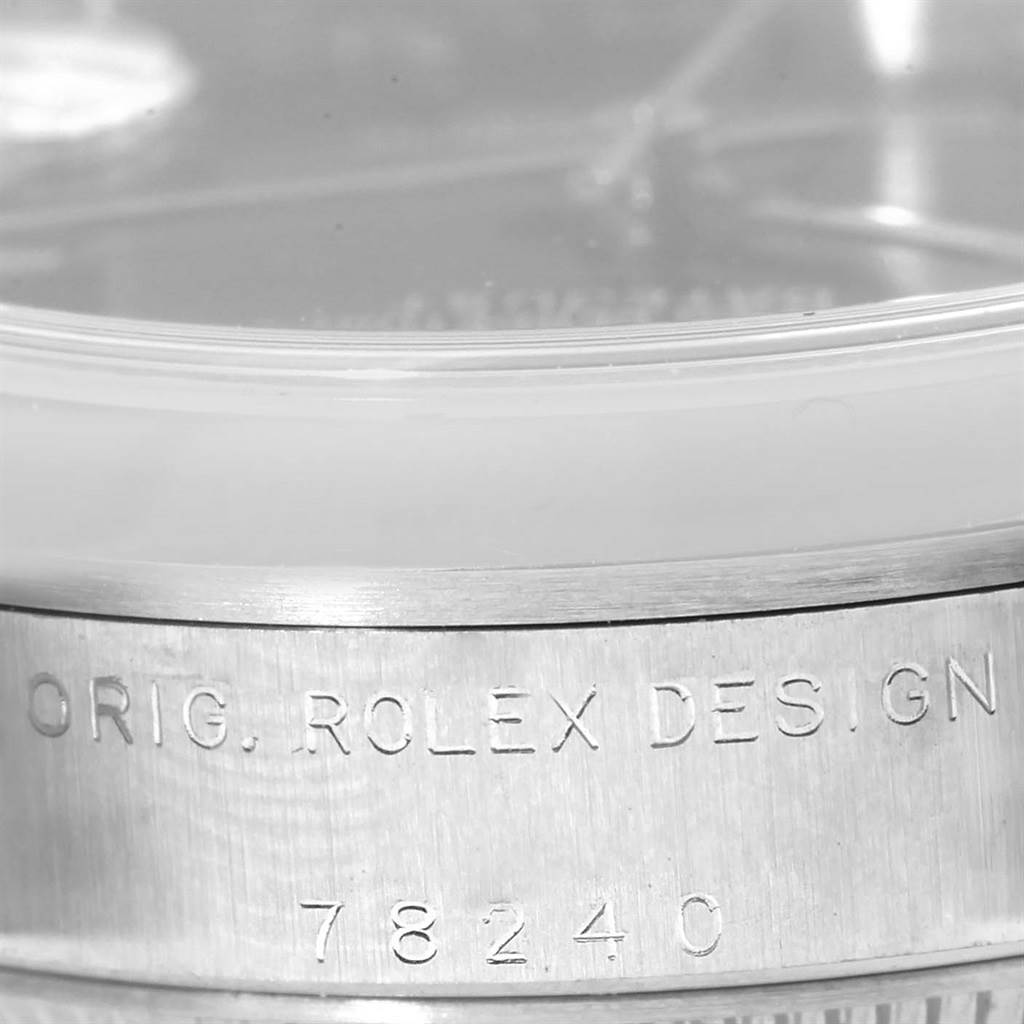 ORIG. ROLEX DESIGN
78240